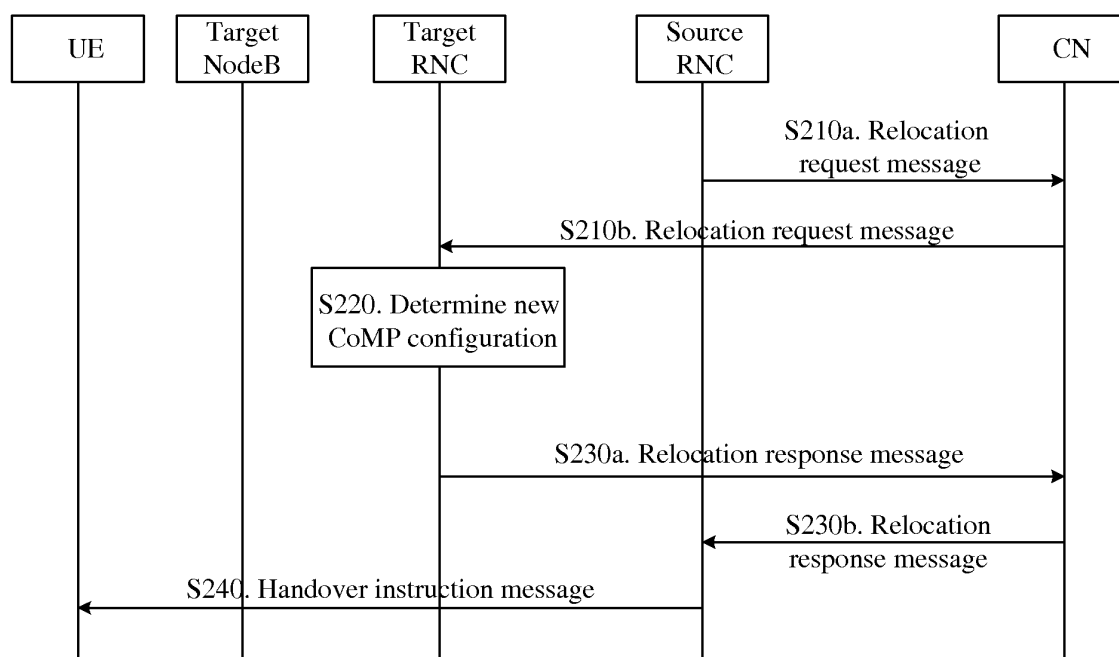 UE
Target
NodeB
Target
RNC
Source
RNC
CN
S210a. Relocation
request message
S210b. Relocation request message
S220. Determine new
CoMP configuration
S230a. Relocation response message
S230b. Relocation
response message
S240. Handover instruction message